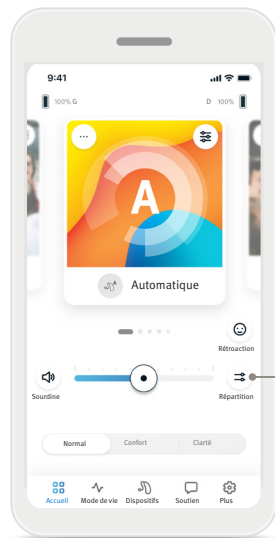 9:41
100% G
D 100%
A
Automatique
Rétroaction
Sourdine
Répartition
Normal Confort Clarté
Accueil Mode de vie Dispositifs Soutien Plus